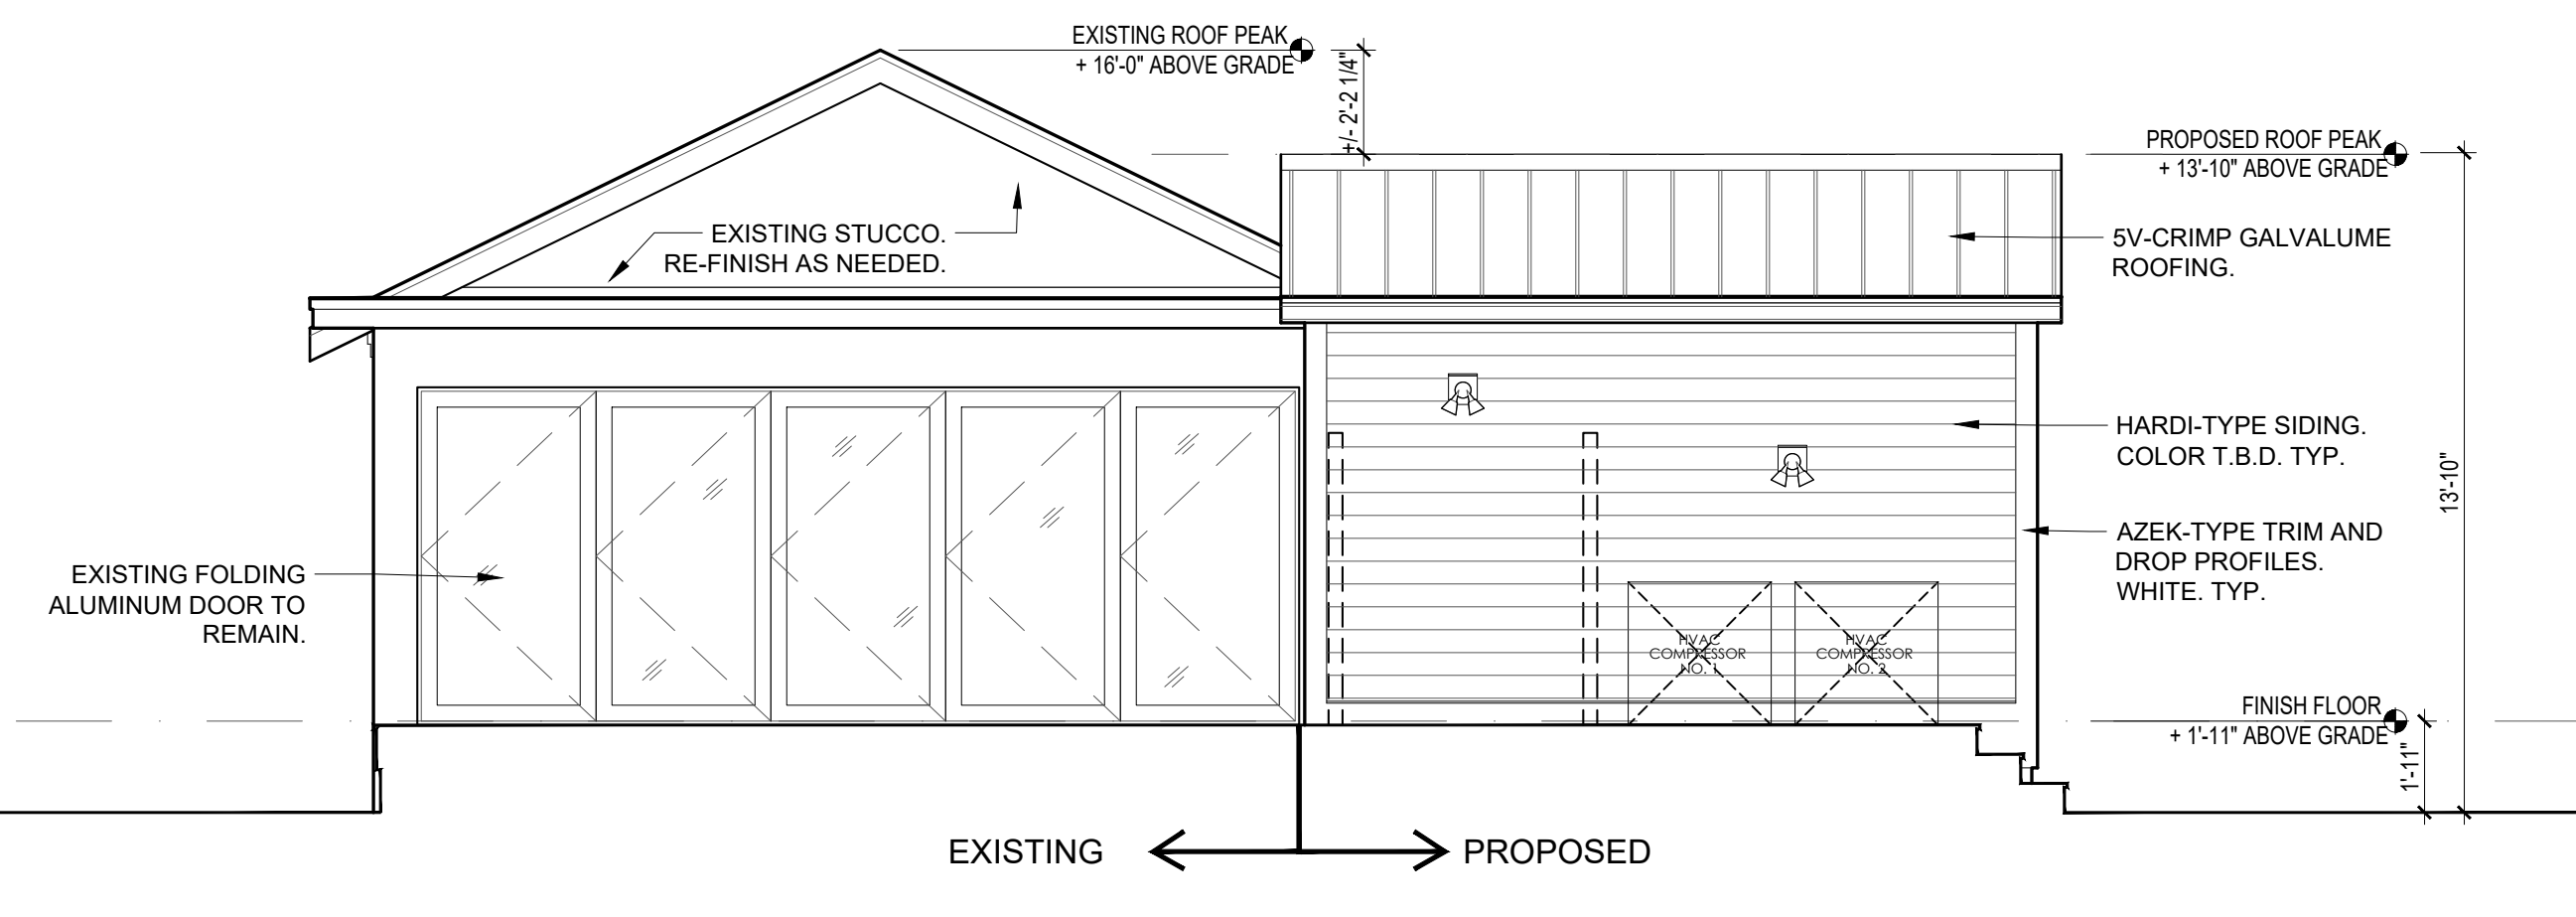 EXISTING ROOF PEAK
+ 16'-0" ABOVE GRADE
+/- 2'-2 1/4"
PROPOSED ROOF PEAK
+ 13'-10" ABOVE GRADE
EXISTING STUCCO.
RE-FINISH AS NEEDED.
5V-CRIMP GALVALUME
ROOFING.
HARDI-TYPE SIDING.
COLOR T.B.D. TYP.
13'-10"
AZEK-TYPE TRIM AND
DROP PROFILES.
WHITE. TYP.
EXISTING FOLDING
ALUMINUM DOOR TO
REMAIN.
HVAC
COMPRESSOR
NO. 1
HVAC
COMPRESSOR
NO. 2
FINISH FLOOR
+ 1'-11" ABOVE GRADE
1'-11"
EXISTING
PROPOSED